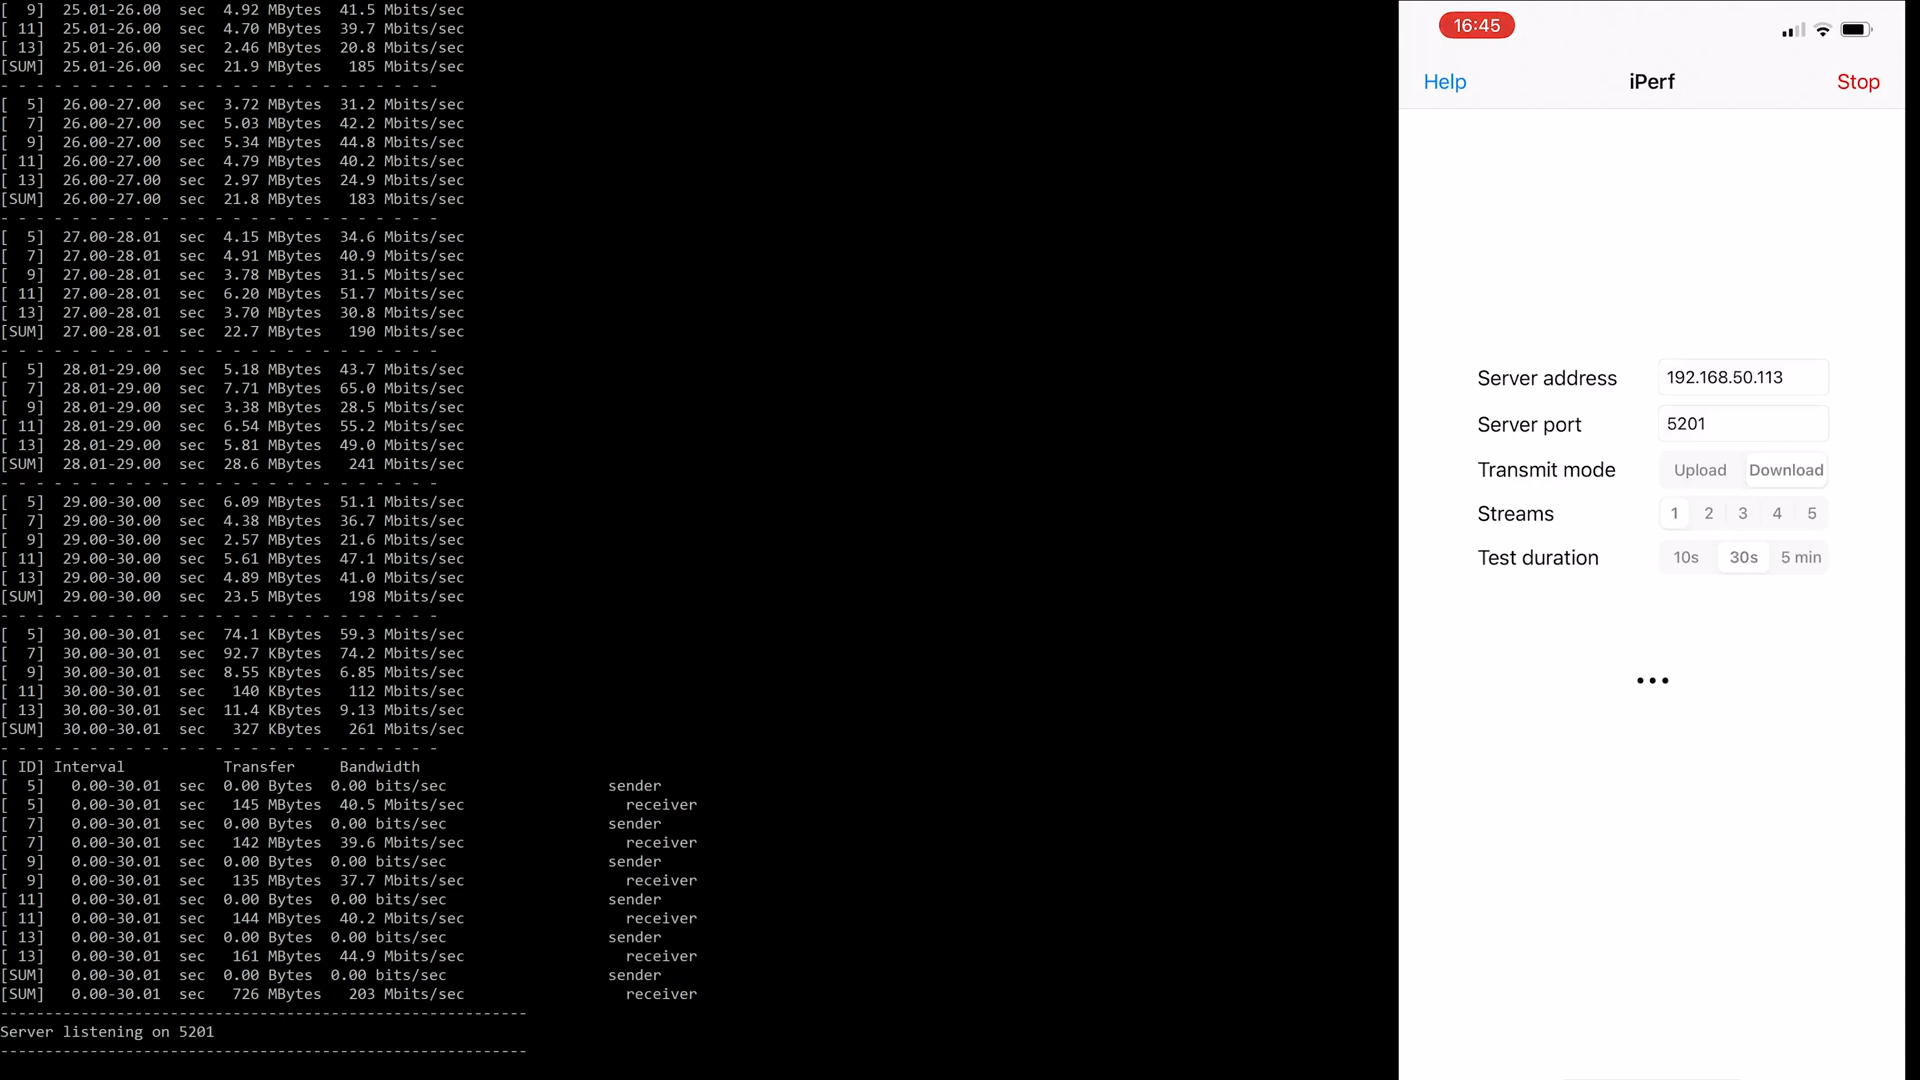 [  9]  25.01-26.00  sec  4.92 MBytes  41.5 Mbits/sec
[ 11]  25.01-26.00  sec  4.70 MBytes  39.7 Mbits/sec
[ 13]  25.01-26.00  sec  2.46 MBytes  20.8 Mbits/sec
[SUM]  25.01-26.00  sec  21.9 MBytes   185 Mbits/sec
- - - - - - - - - - - - - - - - - - - - - - - - -
[  5]  26.00-27.00  sec  3.72 MBytes  31.2 Mbits/sec
[  7]  26.00-27.00  sec  5.03 MBytes  42.2 Mbits/sec
[  9]  26.00-27.00  sec  5.34 MBytes  44.8 Mbits/sec
[ 11]  26.00-27.00  sec  4.79 MBytes  40.2 Mbits/sec
[ 13]  26.00-27.00  sec  2.97 MBytes  24.9 Mbits/sec
[SUM]  26.00-27.00  sec  21.8 MBytes   183 Mbits/sec
- - - - - - - - - - - - - - - - - - - - - - - - -
[  5]  27.00-28.01  sec  4.15 MBytes  34.6 Mbits/sec
[  7]  27.00-28.01  sec  4.91 MBytes  40.9 Mbits/sec
[  9]  27.00-28.01  sec  3.78 MBytes  31.5 Mbits/sec
[ 11]  27.00-28.01  sec  6.20 MBytes  51.7 Mbits/sec
[ 13]  27.00-28.01  sec  3.70 MBytes  30.8 Mbits/sec
[SUM]  27.00-28.01  sec  22.7 MBytes   190 Mbits/sec
- - - - - - - - - - - - - - - - - - - - - - - - -
[  5]  28.01-29.00  sec  5.18 MBytes  43.7 Mbits/sec
[  7]  28.01-29.00  sec  7.71 MBytes  65.0 Mbits/sec
[  9]  28.01-29.00  sec  3.38 MBytes  28.5 Mbits/sec
[ 11]  28.01-29.00  sec  6.54 MBytes  55.2 Mbits/sec
[ 13]  28.01-29.00  sec  5.81 MBytes  49.0 Mbits/sec
[SUM]  28.01-29.00  sec  28.6 MBytes   241 Mbits/sec
- - - - - - - - - - - - - - - - - - - - - - - - -
[  5]  29.00-30.00  sec  6.09 MBytes  51.1 Mbits/sec
[  7]  29.00-30.00  sec  4.38 MBytes  36.7 Mbits/sec
[  9]  29.00-30.00  sec  2.57 MBytes  21.6 Mbits/sec
[ 11]  29.00-30.00  sec  5.61 MBytes  47.1 Mbits/sec
[ 13]  29.00-30.00  sec  4.89 MBytes  41.0 Mbits/sec
[SUM]  29.00-30.00  sec  23.5 MBytes   198 Mbits/sec
- - - - - - - - - - - - - - - - - - - - - - - - -
[  5]  30.00-30.01  sec  74.1 KBytes  59.3 Mbits/sec
[  7]  30.00-30.01  sec  92.7 KBytes  74.2 Mbits/sec
[  9]  30.00-30.01  sec  8.55 KBytes  6.85 Mbits/sec
[ 11]  30.00-30.01  sec   140 KBytes   112 Mbits/sec
[ 13]  30.00-30.01  sec  11.4 KBytes  9.13 Mbits/sec
[SUM]  30.00-30.01  sec   327 KBytes   261 Mbits/sec
- - - - - - - - - - - - - - - - - - - - - - - - -
[ ID] Interval           Transfer     Bandwidth
[  5]   0.00-30.01  sec  0.00 Bytes  0.00 bits/sec                  sender
[  5]   0.00-30.01  sec   145 MBytes  40.5 Mbits/sec                  receiver
[  7]   0.00-30.01  sec  0.00 Bytes  0.00 bits/sec                  sender
[  7]   0.00-30.01  sec   142 MBytes  39.6 Mbits/sec                  receiver
[  9]   0.00-30.01  sec  0.00 Bytes  0.00 bits/sec                  sender
[  9]   0.00-30.01  sec   135 MBytes  37.7 Mbits/sec                  receiver
[ 11]   0.00-30.01  sec  0.00 Bytes  0.00 bits/sec                  sender
[ 11]   0.00-30.01  sec   144 MBytes  40.2 Mbits/sec                  receiver
[ 13]   0.00-30.01  sec  0.00 Bytes  0.00 bits/sec                  sender
[ 13]   0.00-30.01  sec   161 MBytes  44.9 Mbits/sec                  receiver
[SUM]   0.00-30.01  sec  0.00 Bytes  0.00 bits/sec                  sender
[SUM]   0.00-30.01  sec   726 MBytes   203 Mbits/sec                  receiver
-----------------------------------------------------------
Server listening on 5201
-----------------------------------------------------------
16:45
Help iPerf Stop
Server address 192.168.50.113
Server port 5201
Transmit mode Upload Download
Streams 1 2 3 4 5
Test duration 10s 30s 5 min
...